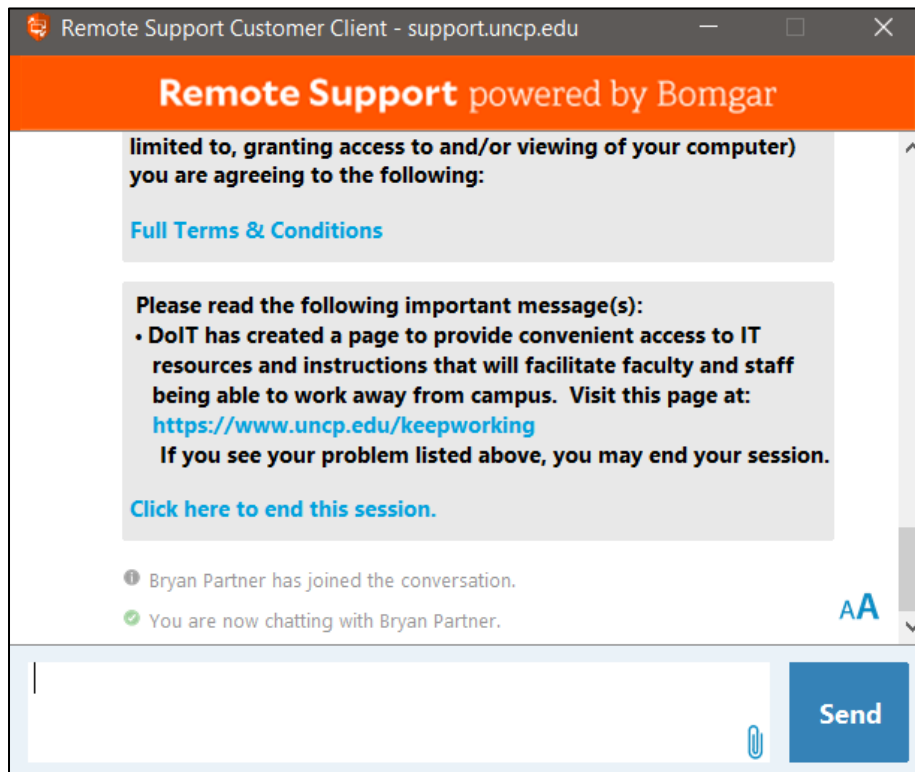 Remote Support Customer Client - support.uncp.edu
Remote Support powered by Bomgar
limited to, granting access to and/or viewing of your computer)
you are agreeing to the following:
Full Terms & Conditions
Please read the following important message(s):
• DoIT has created a page to provide convenient access to IT
resources and instructions that will facilitate faculty and staff
being able to work away from campus.  Visit this page at:
https://www.uncp.edu/keepworking
If you see your problem listed above, you may end your session.
Click here to end this session.
Bryan Partner has joined the conversation.
You are now chatting with Bryan Partner.
AA
Send